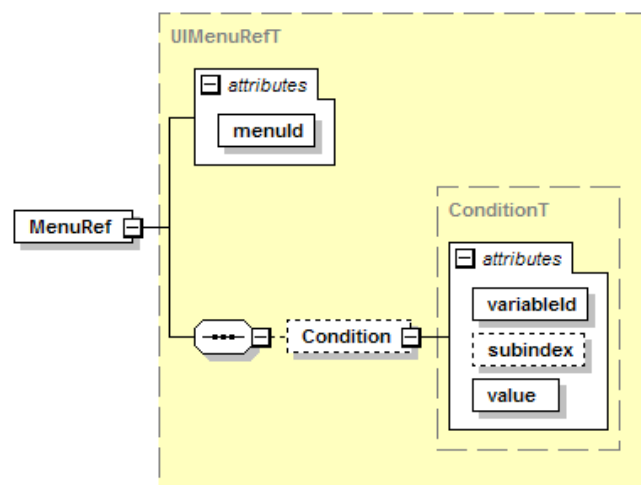 UIMenuRefT
attributes
menuId
MenuRef
ConditionT
attributes
variableId
Condition
subindex
value